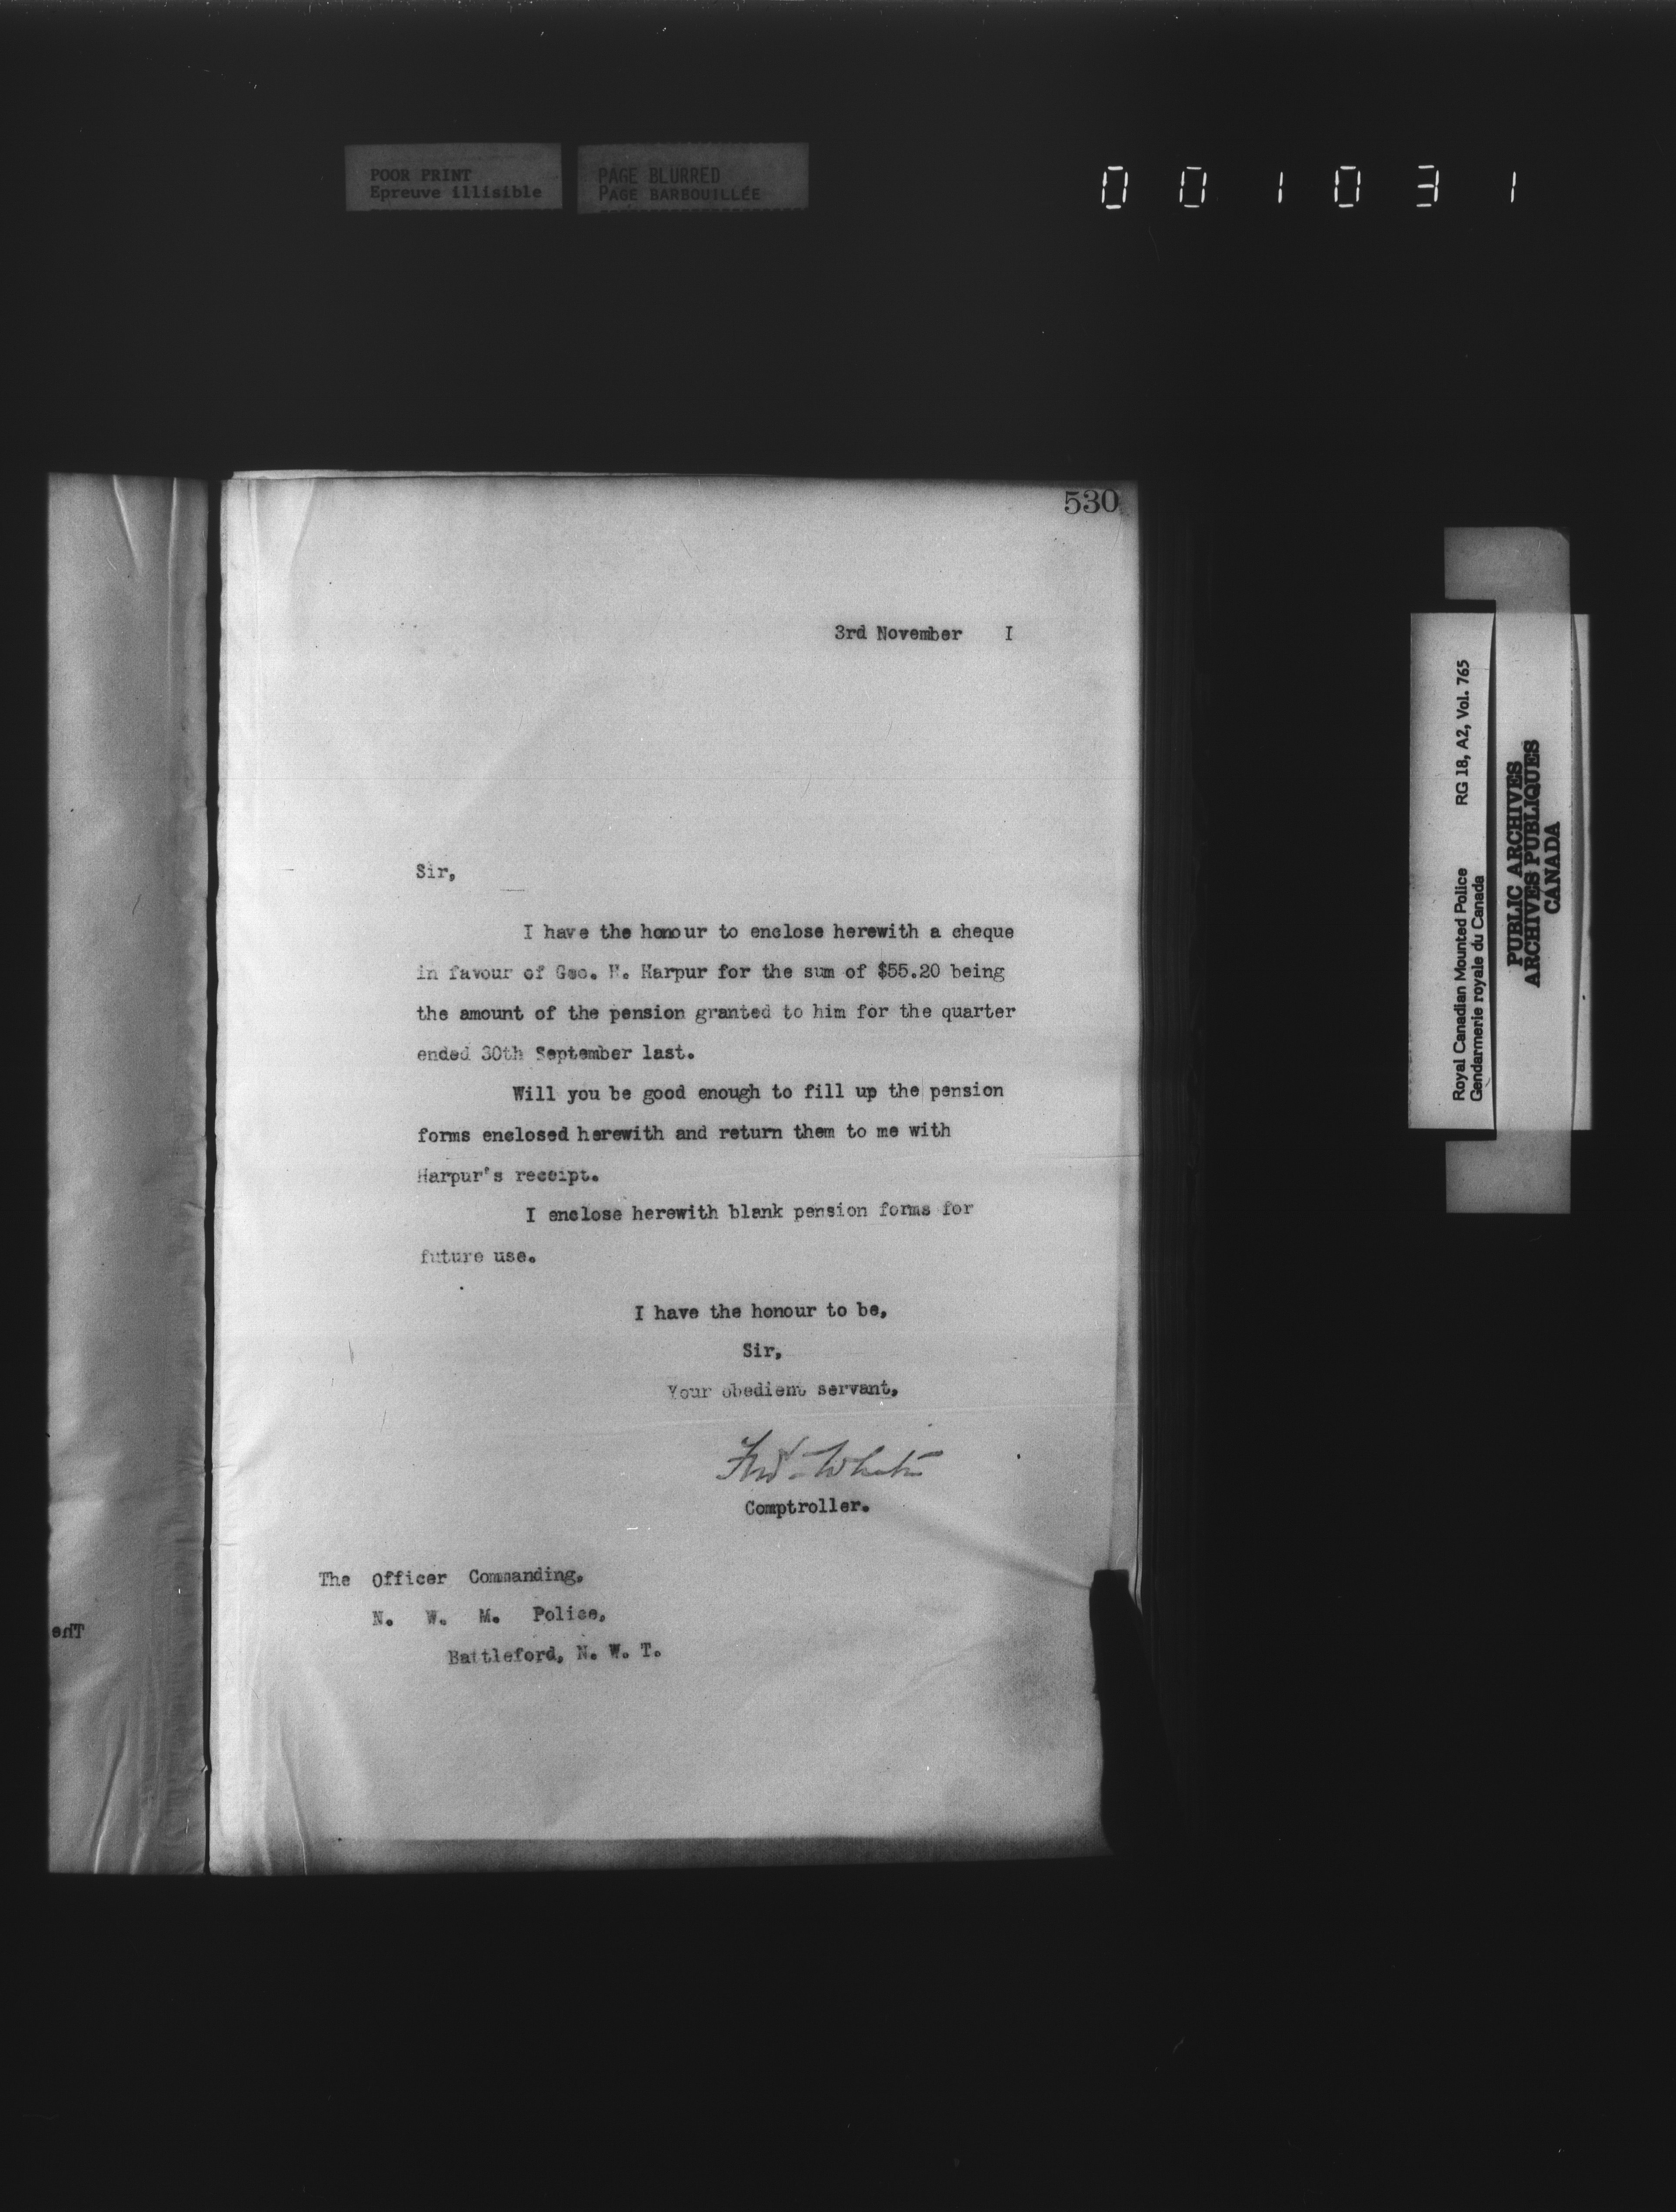 POOR PRINT
Epreuve illisible
PAGE BLURRED
PAGE BARBOUILLÉE
001031
530
3rd November I
Sir,
I have the honour to enclose herewith a cheque
in favour of Geo. H. Harpur for the sum of $55.20 being
the amount of the pension granted to him for the quarter
ended 30th September last.
Will you be good enough to fill up the pension
forms enclosed herewith and return them to me with
Harpur's receipt.
I enclose herewith blank pension forms for
future use.
I have the honour to be,
Sir,
Your obedient servant,
Fred White
Comptroller.
The Officer Commanding,
N. W. M. Police,
Battleford, N. W. T.
The
Royal Canadian Mounted Police RG 18, A2, Vol. 765
Gendarmerie royale du Canada
PUBLIC ARCHIVES
ARCHIVES PUBLIQUES
CANADA